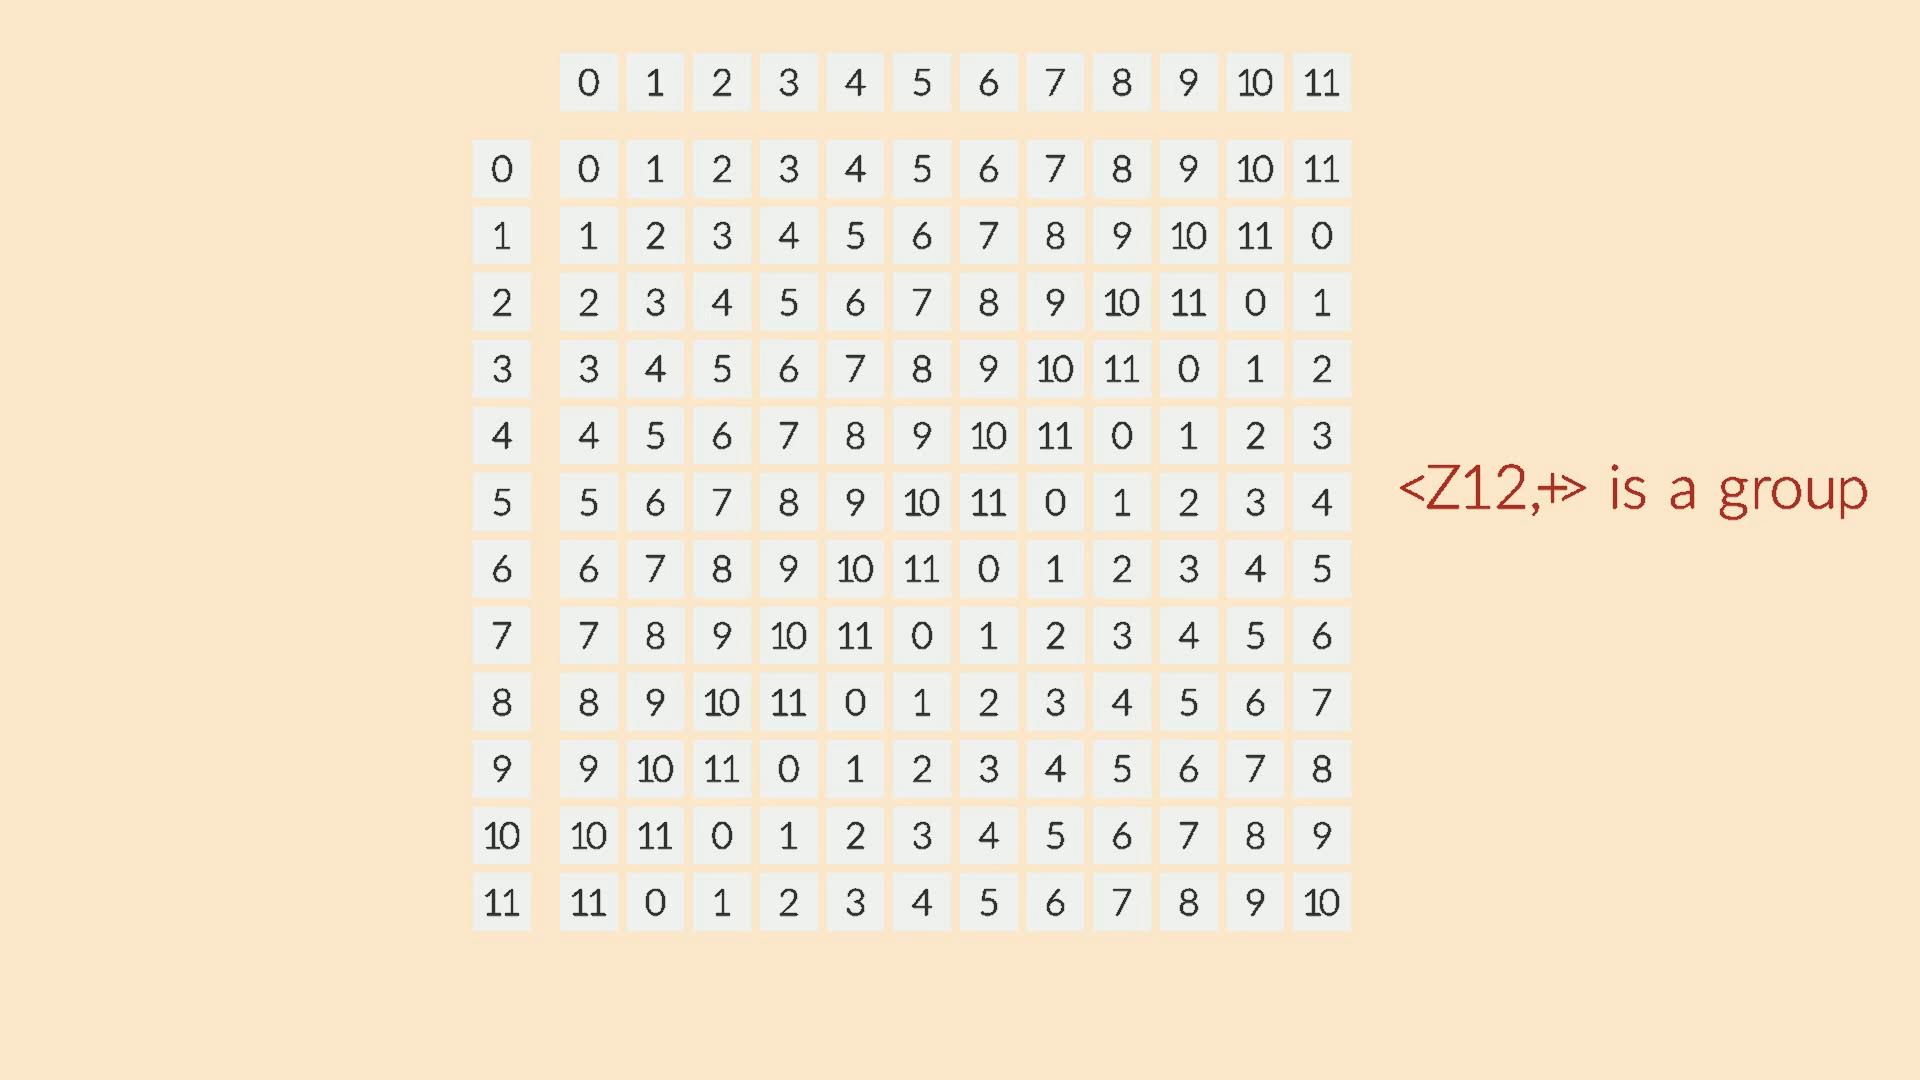 0 1 2 3 4 5 6 7 8 9 10 11
0 0 1 2 3 4 5 6 7 8 9 10 11
1 1 2 3 4 5 6 7 8 9 10 11 0
2 2 3 4 5 6 7 8 9 10 11 0 1
3 3 4 5 6 7 8 9 10 11 0 1 2
4 4 5 6 7 8 9 10 11 0 1 2 3
5 5 6 7 8 9 10 11 0 1 2 3 4
6 6 7 8 9 10 11 0 1 2 3 4 5
7 7 8 9 10 11 0 1 2 3 4 5 6
8 8 9 10 11 0 1 2 3 4 5 6 7
9 9 10 11 0 1 2 3 4 5 6 7 8
10 10 11 0 1 2 3 4 5 6 7 8 9
11 11 0 1 2 3 4 5 6 7 8 9 10
<Z12,+> is a group